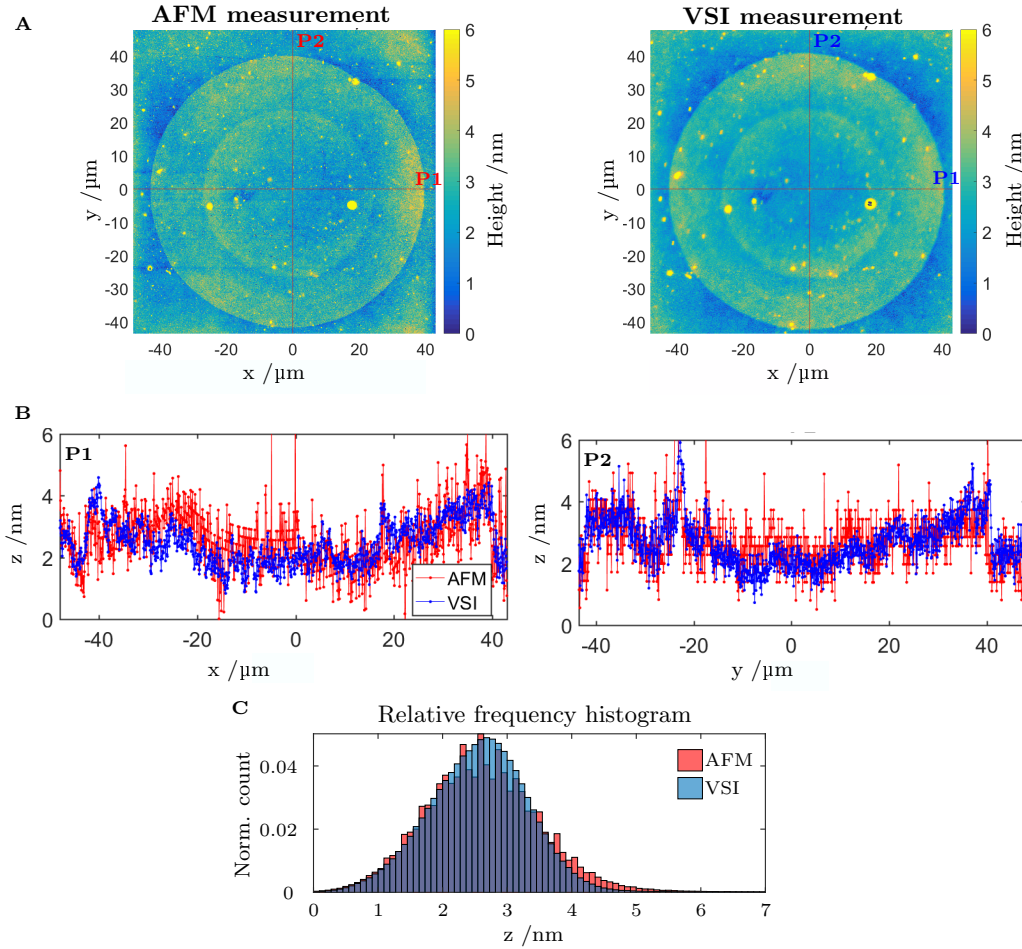 A
AFM measurement
VSI measurement
P2
P1
40
30
20
10
0
-10
-20
-30
-40
y /µm
-40
-20
0
20
40
x /µm
6
5
4
3
2
1
0
Height /nm
P2
P1
40
30
20
10
0
-10
-20
-30
-40
y /µm
-40
-20
0
20
40
x /µm
6
5
4
3
2
1
0
Height /nm
B
P1
6
4
2
0
z /nm
-40
-20
0
20
40
x /µm
AFM
VSI
P2
6
4
2
0
z /nm
-40
-20
0
20
40
y /µm
C
Relative frequency histogram
0.04
0.02
0
Norm. count
AFM
VSI
0
1
2
3
4
5
6
7
z /nm